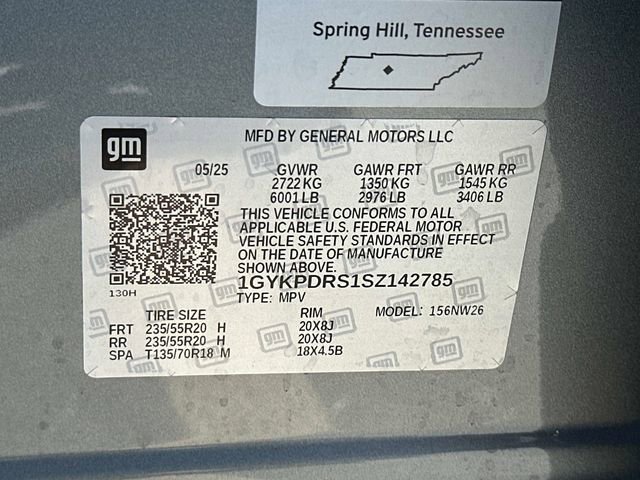 Spring Hill, Tennessee
gm
MFD BY GENERAL MOTORS LLC
05/25 GVWR GAWR FRT GAWR RR
2722 KG 1350 KG 1545 KG
6001 LB 2976 LB 3406 LB
THIS VEHICLE CONFORMS TO ALL
APPLICABLE U.S. FEDERAL MOTOR
VEHICLE SAFETY STANDARDS IN EFFECT
ON THE DATE OF MANUFACTURE
SHOWN ABOVE.
1GYKPDRS1SZ142785
130H
TYPE: MPV MODEL: 156NW26
TIRE SIZE RIM
FRT 235/55R20 H 20X8J
RR 235/55R20 H 20X8J
SPA T135/70R18 M 18X4.5B